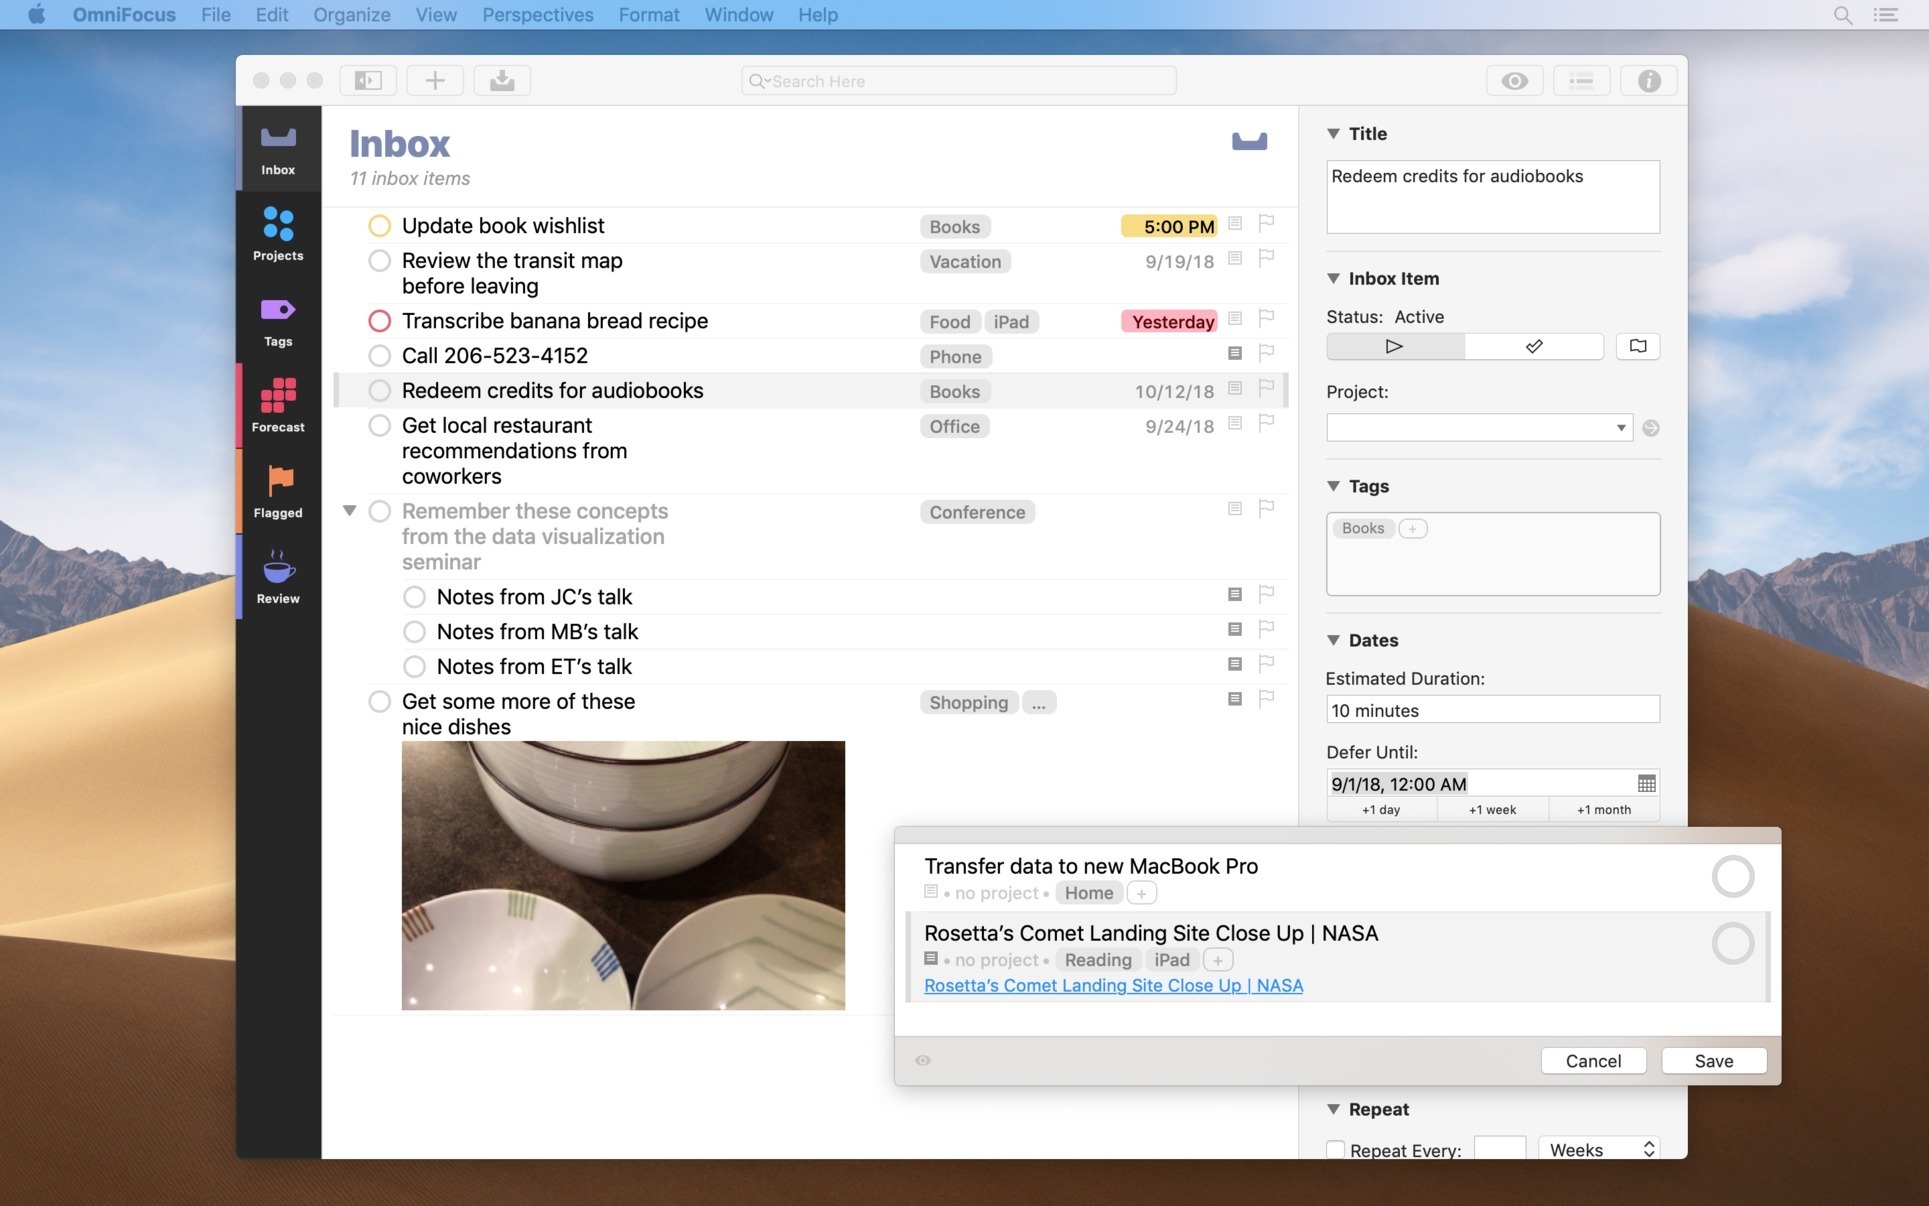 OmniFocus File Edit Organize View Perspectives Format Window Help
Search Here
Inbox
Projects
Tags
Forecast
Flagged
Review
Inbox
11 inbox items
Update book wishlist Books 5:00 PM
Review the transit map Vacation 9/19/18
before leaving
Transcribe banana bread recipe Food iPad Yesterday
Call 206-523-4152 Phone
Redeem credits for audiobooks Books 10/12/18
Get local restaurant Office 9/24/18
recommendations from
coworkers
Remember these concepts Conference
from the data visualization
seminar
Notes from JC’s talk
Notes from MB’s talk
Notes from ET’s talk
Get some more of these Shopping ...
nice dishes
Title
Redeem credits for audiobooks
Inbox Item
Status: Active
Project:
Tags
Books +
Dates
Estimated Duration:
10 minutes
Defer Until:
9/1/18, 12:00 AM
+1 day +1 week +1 month
Transfer data to new MacBook Pro
• no project • Home +
Rosetta’s Comet Landing Site Close Up | NASA
• no project • Reading iPad +
Rosetta’s Comet Landing Site Close Up | NASA
Cancel Save
Repeat
Repeat Every: Weeks